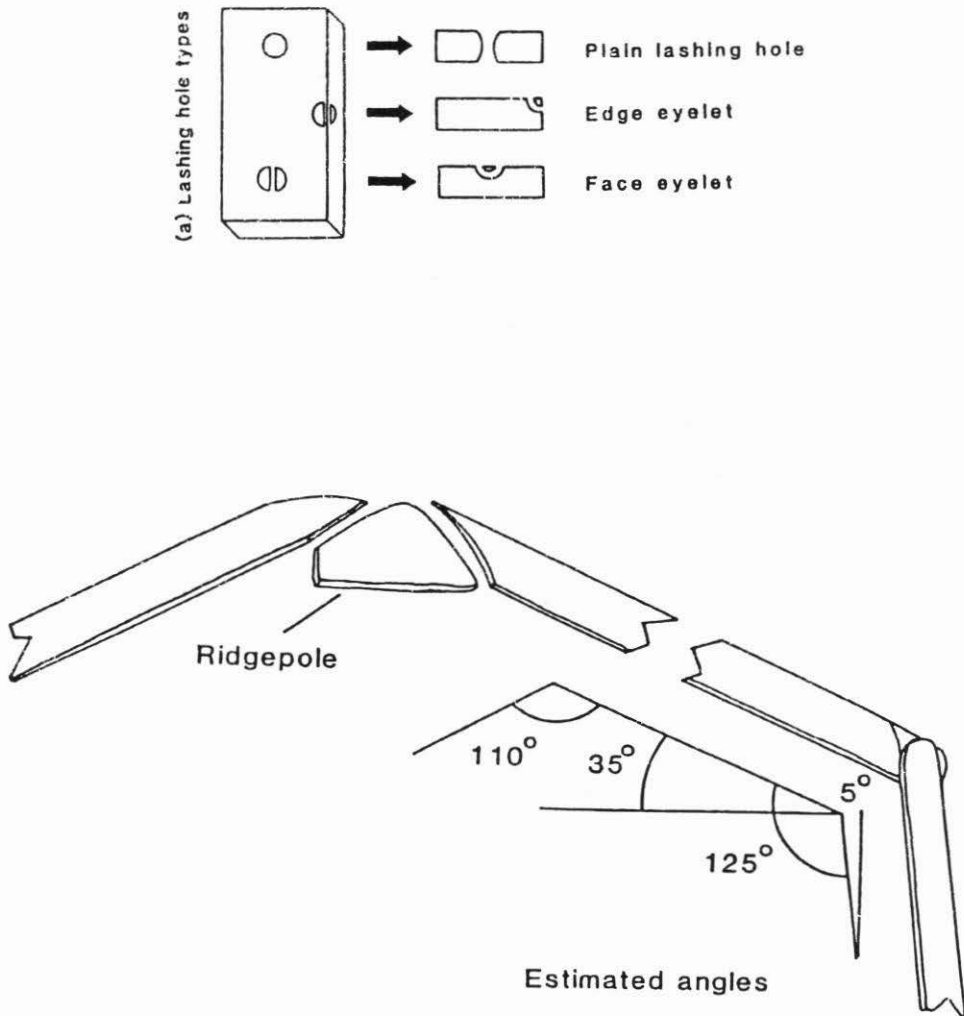 (a) Lashing hole types
Plain lashing hole
Edge eyelet
Face eyelet
Ridgepole
110°
35°
5°
125°
Estimated angles